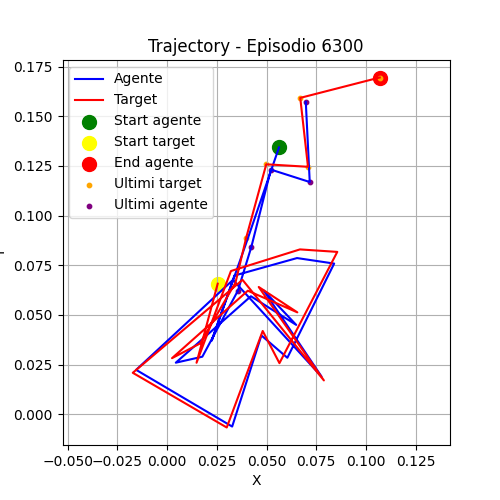 Trajectory - Episodio 6300
Agente
Target
Start agente
Start target
End agente
Ultimi target
Ultimi agente
0.175
0.150
0.125
0.100
0.075
0.050
0.025
0.000
−0.050 −0.025 0.000 0.025 0.050 0.075 0.100 0.125
X